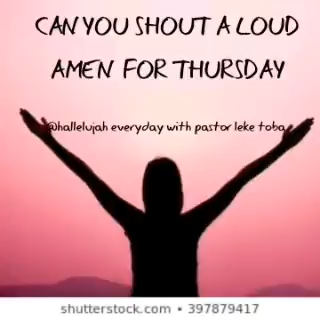 CAN YOU SHOUT A LOUD
AMEN FOR THURSDAY
@hallelujah everyday with pastor leke toba
shutterstock.com • 397879417